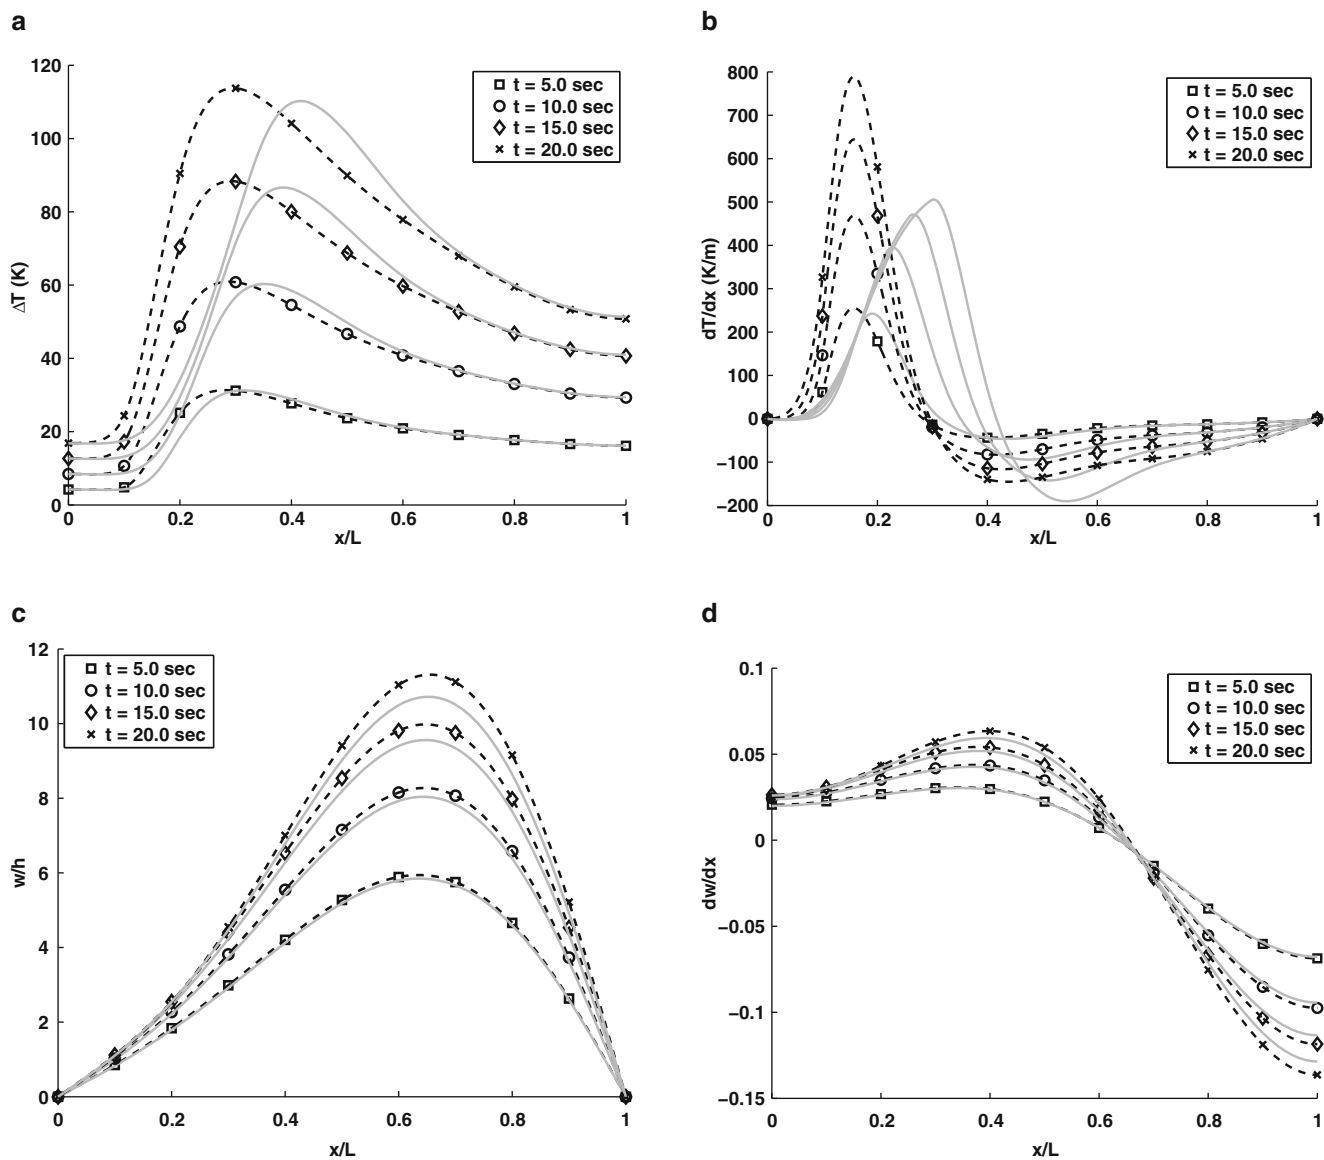 a
120
100
80
60
40
20
0
ΔT (K)
0 0.2 0.4 0.6 0.8 1
x/L
t = 5.0 sec
t = 10.0 sec
t = 15.0 sec
t = 20.0 sec
b
800
700
600
500
400
300
200
100
0
−100
−200
dT/dx (K/m)
0 0.2 0.4 0.6 0.8 1
x/L
t = 5.0 sec
t = 10.0 sec
t = 15.0 sec
t = 20.0 sec
c
12
10
8
6
4
2
0
w/h
0 0.2 0.4 0.6 0.8 1
x/L
t = 5.0 sec
t = 10.0 sec
t = 15.0 sec
t = 20.0 sec
d
0.1
0.05
0
−0.05
−0.1
−0.15
dw/dx
0 0.2 0.4 0.6 0.8 1
x/L
t = 5.0 sec
t = 10.0 sec
t = 15.0 sec
t = 20.0 sec